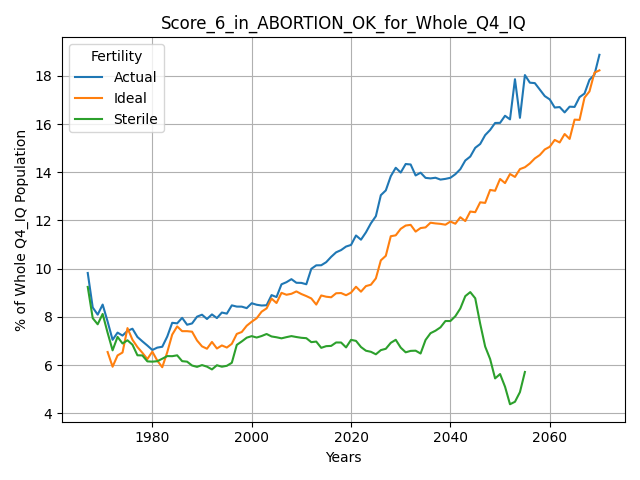 Score_6_in_ABORTION_OK_for_Whole_Q4_IQ
Fertility
Actual
Ideal
Sterile
% of Whole Q4_IQ Population
18
16
14
12
10
8
6
4
1980
2000
2020
2040
2060
Years